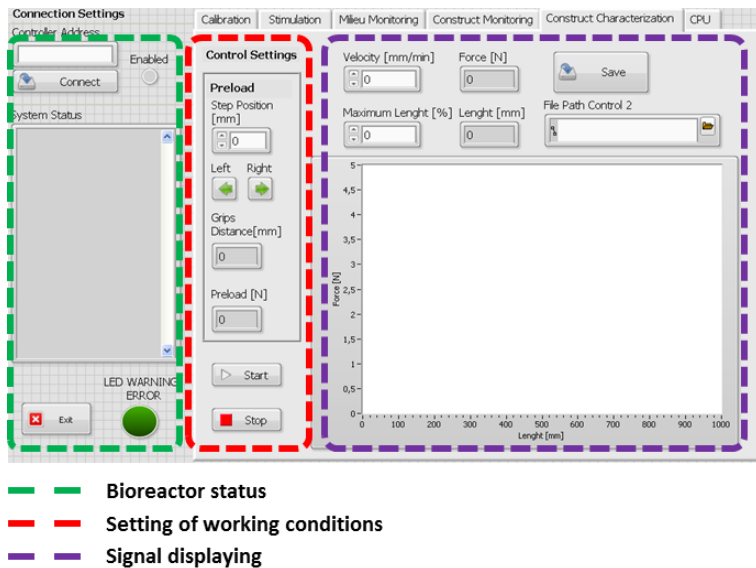 Connection Settings
Controller Address
Enabled
Connect
System Status
LED WARNING
ERROR
Exit
Calibration
Stimulation
Milieu Monitoring
Construct Monitoring
Construct Characterization
CPU
Control Settings
Preload
Step Position
[mm]
0
Left Right
Grips
Distance[mm]
0
Preload [N]
0
Start
Stop
Velocity [mm/min]
0
Force [N]
0
Save
Maximum Lenght [%]
0
Lenght [mm]
0
File Path Control 2
5
4,5
4
3,5
3
2,5
2
1,5
1
0,5
0
Force [N]
0 100 200 300 400 500 600 700 800 900 1000
Lenght [mm]
Bioreactor status
Setting of working conditions
Signal displaying